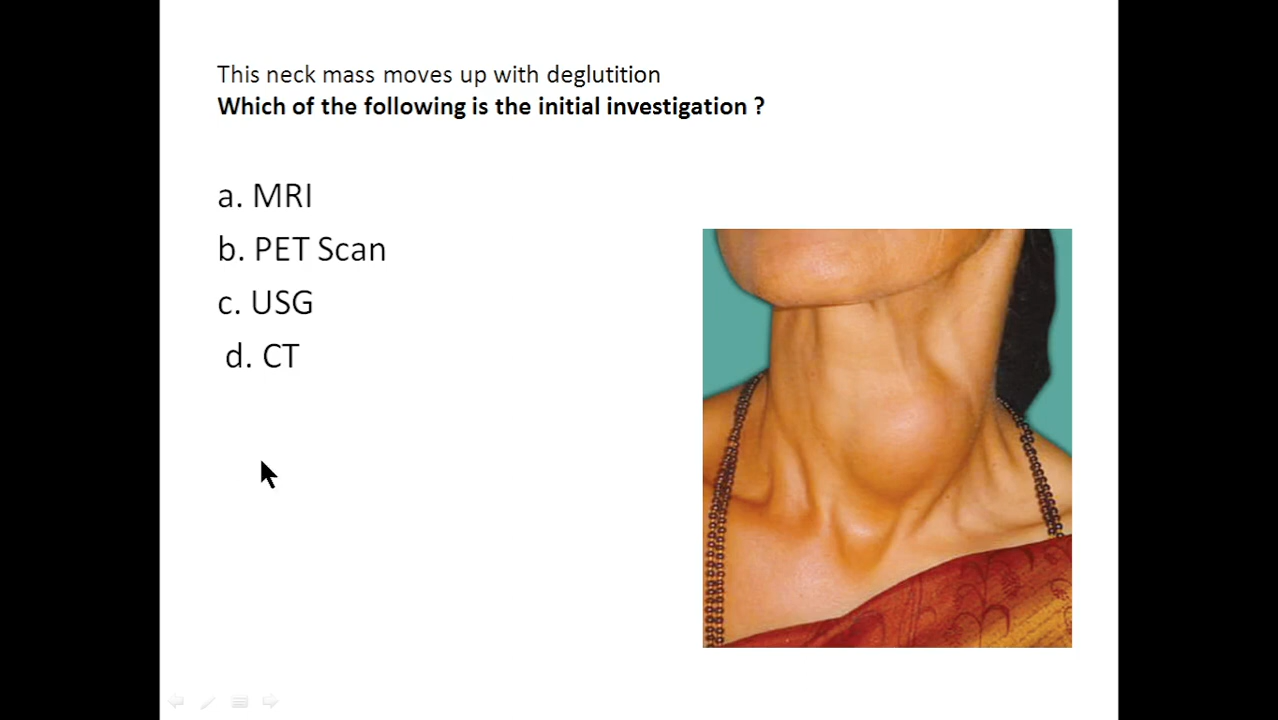 This neck mass moves up with deglutition
Which of the following is the initial investigation ?
a. MRI
b. PET Scan
c. USG
d. CT